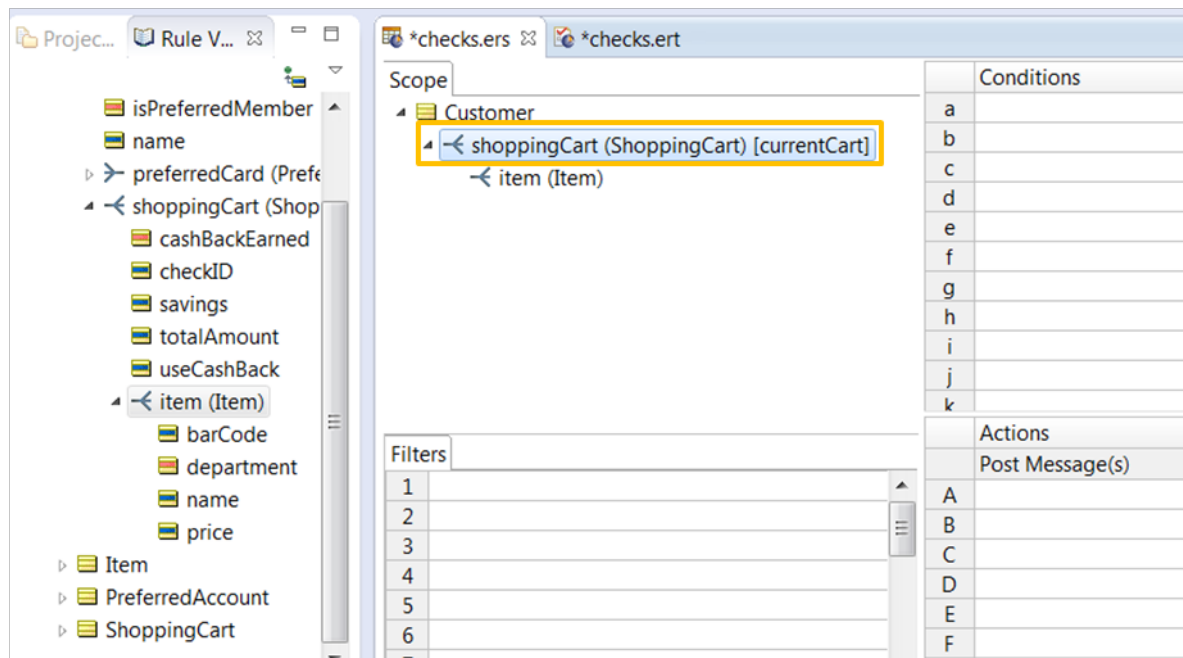 Projec...
Rule V...
isPreferredMember
name
preferredCard (Prefe
shoppingCart (Shop
cashBackEarned
checkID
savings
totalAmount
useCashBack
item (Item)
barCode
department
name
price
Item
PreferredAccount
ShoppingCart
*checks.ers
*checks.ert
Scope
Customer
shoppingCart (ShoppingCart) [currentCart]
item (Item)
Filters
1
2
3
4
5
6
Conditions
a
b
c
d
e
f
g
h
i
j
k
Actions
Post Message(s)
A
B
C
D
E
F